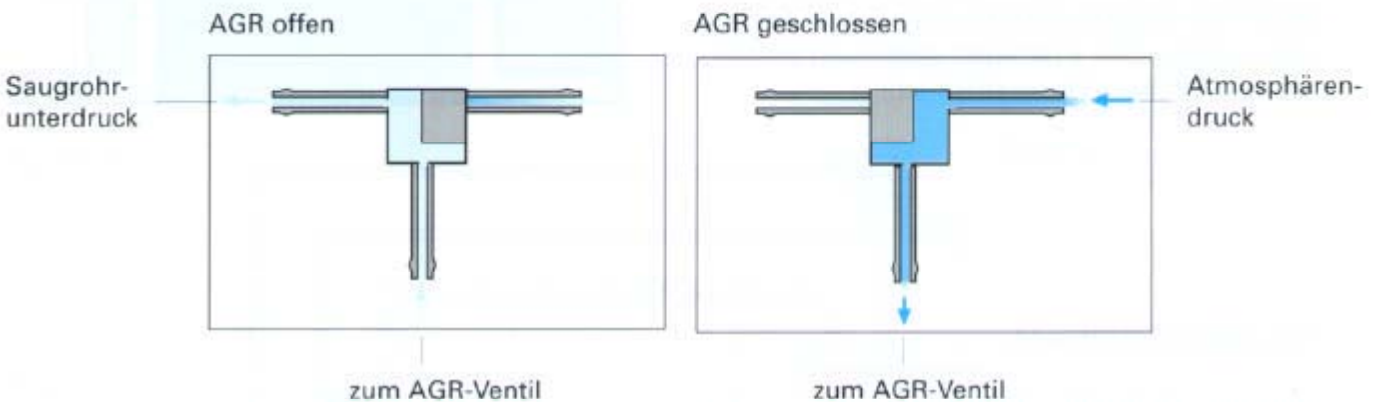 AGR offen
AGR geschlossen
Saugrohr-
unterdruck
Atmosphären-
druck
zum AGR-Ventil
zum AGR-Ventil